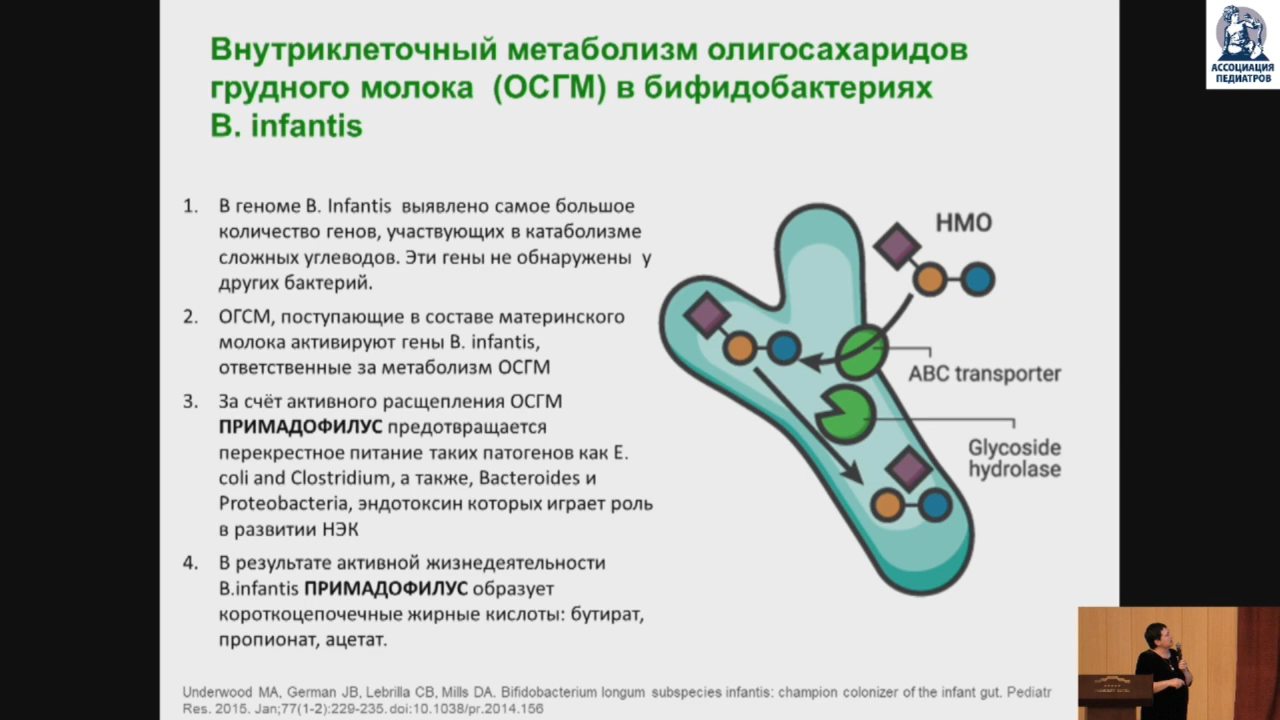 Внутриклеточный метаболизм олигосахаридов
грудного молока (ОСГМ) в бифидобактериях
B. infantis
АССОЦИАЦИЯ
ПЕДИАТРОВ
1. В геноме B. Infantis выявлено самое большое
количество генов, участвующих в катаболизме
сложных углеводов. Эти гены не обнаружены у
других бактерий.
2. ОГСМ, поступающие в составе материнского
молока активируют гены B. infantis,
ответственные за метаболизм ОСГМ
3. За счёт активного расщепления ОСГМ
ПРИМАДОФИЛУС предотвращается
перекрестное питание таких патогенов как E.
coli and Clostridium, а также, Bacteroides и
Proteobacteria, эндотоксин которых играет роль
в развитии НЭК
4. В результате активной жизнедеятельности
B.infantis ПРИМАДОФИЛУС образует
короткоцепочечные жирные кислоты: бутират,
пропионат, ацетат.
HMO
ABC transporter
Glycoside
hydrolase
Underwood MA, German JB, Lebrilla CB, Mills DA. Bifidobacterium longum subspecies infantis: champion colonizer of the infant gut. Pediatr
Res. 2015. Jan;77(1-2):229-235. doi:10.1038/pr.2014.156